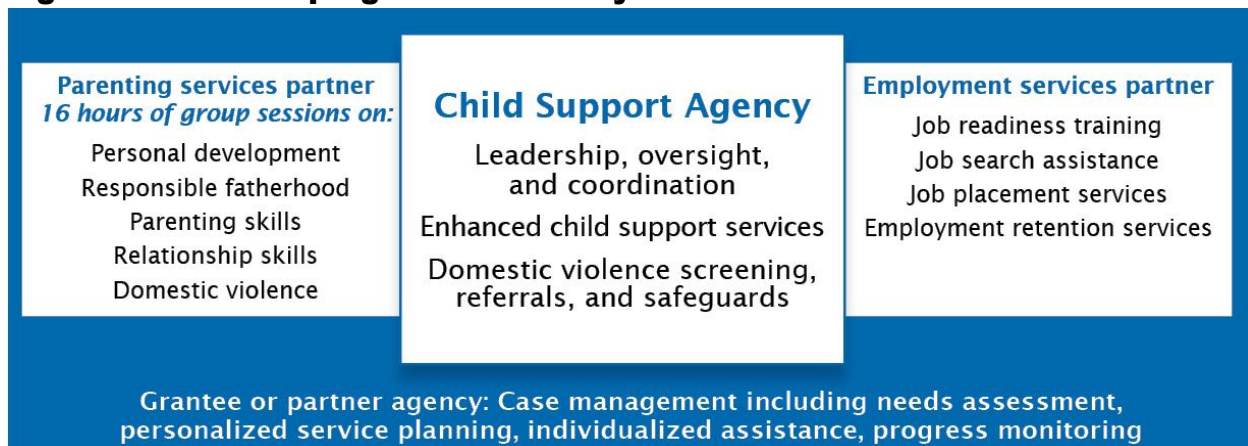 Parenting services partner
16 hours of group sessions on:
Personal development
Responsible fatherhood
Parenting skills
Relationship skills
Domestic violence
Child Support Agency
Leadership, oversight,
and coordination
Enhanced child support services
Domestic violence screening,
referrals, and safeguards
Employment services partner
Job readiness training
Job search assistance
Job placement services
Employment retention services
Grantee or partner agency: Case management including needs assessment,
personalized service planning, individualized assistance, progress monitoring